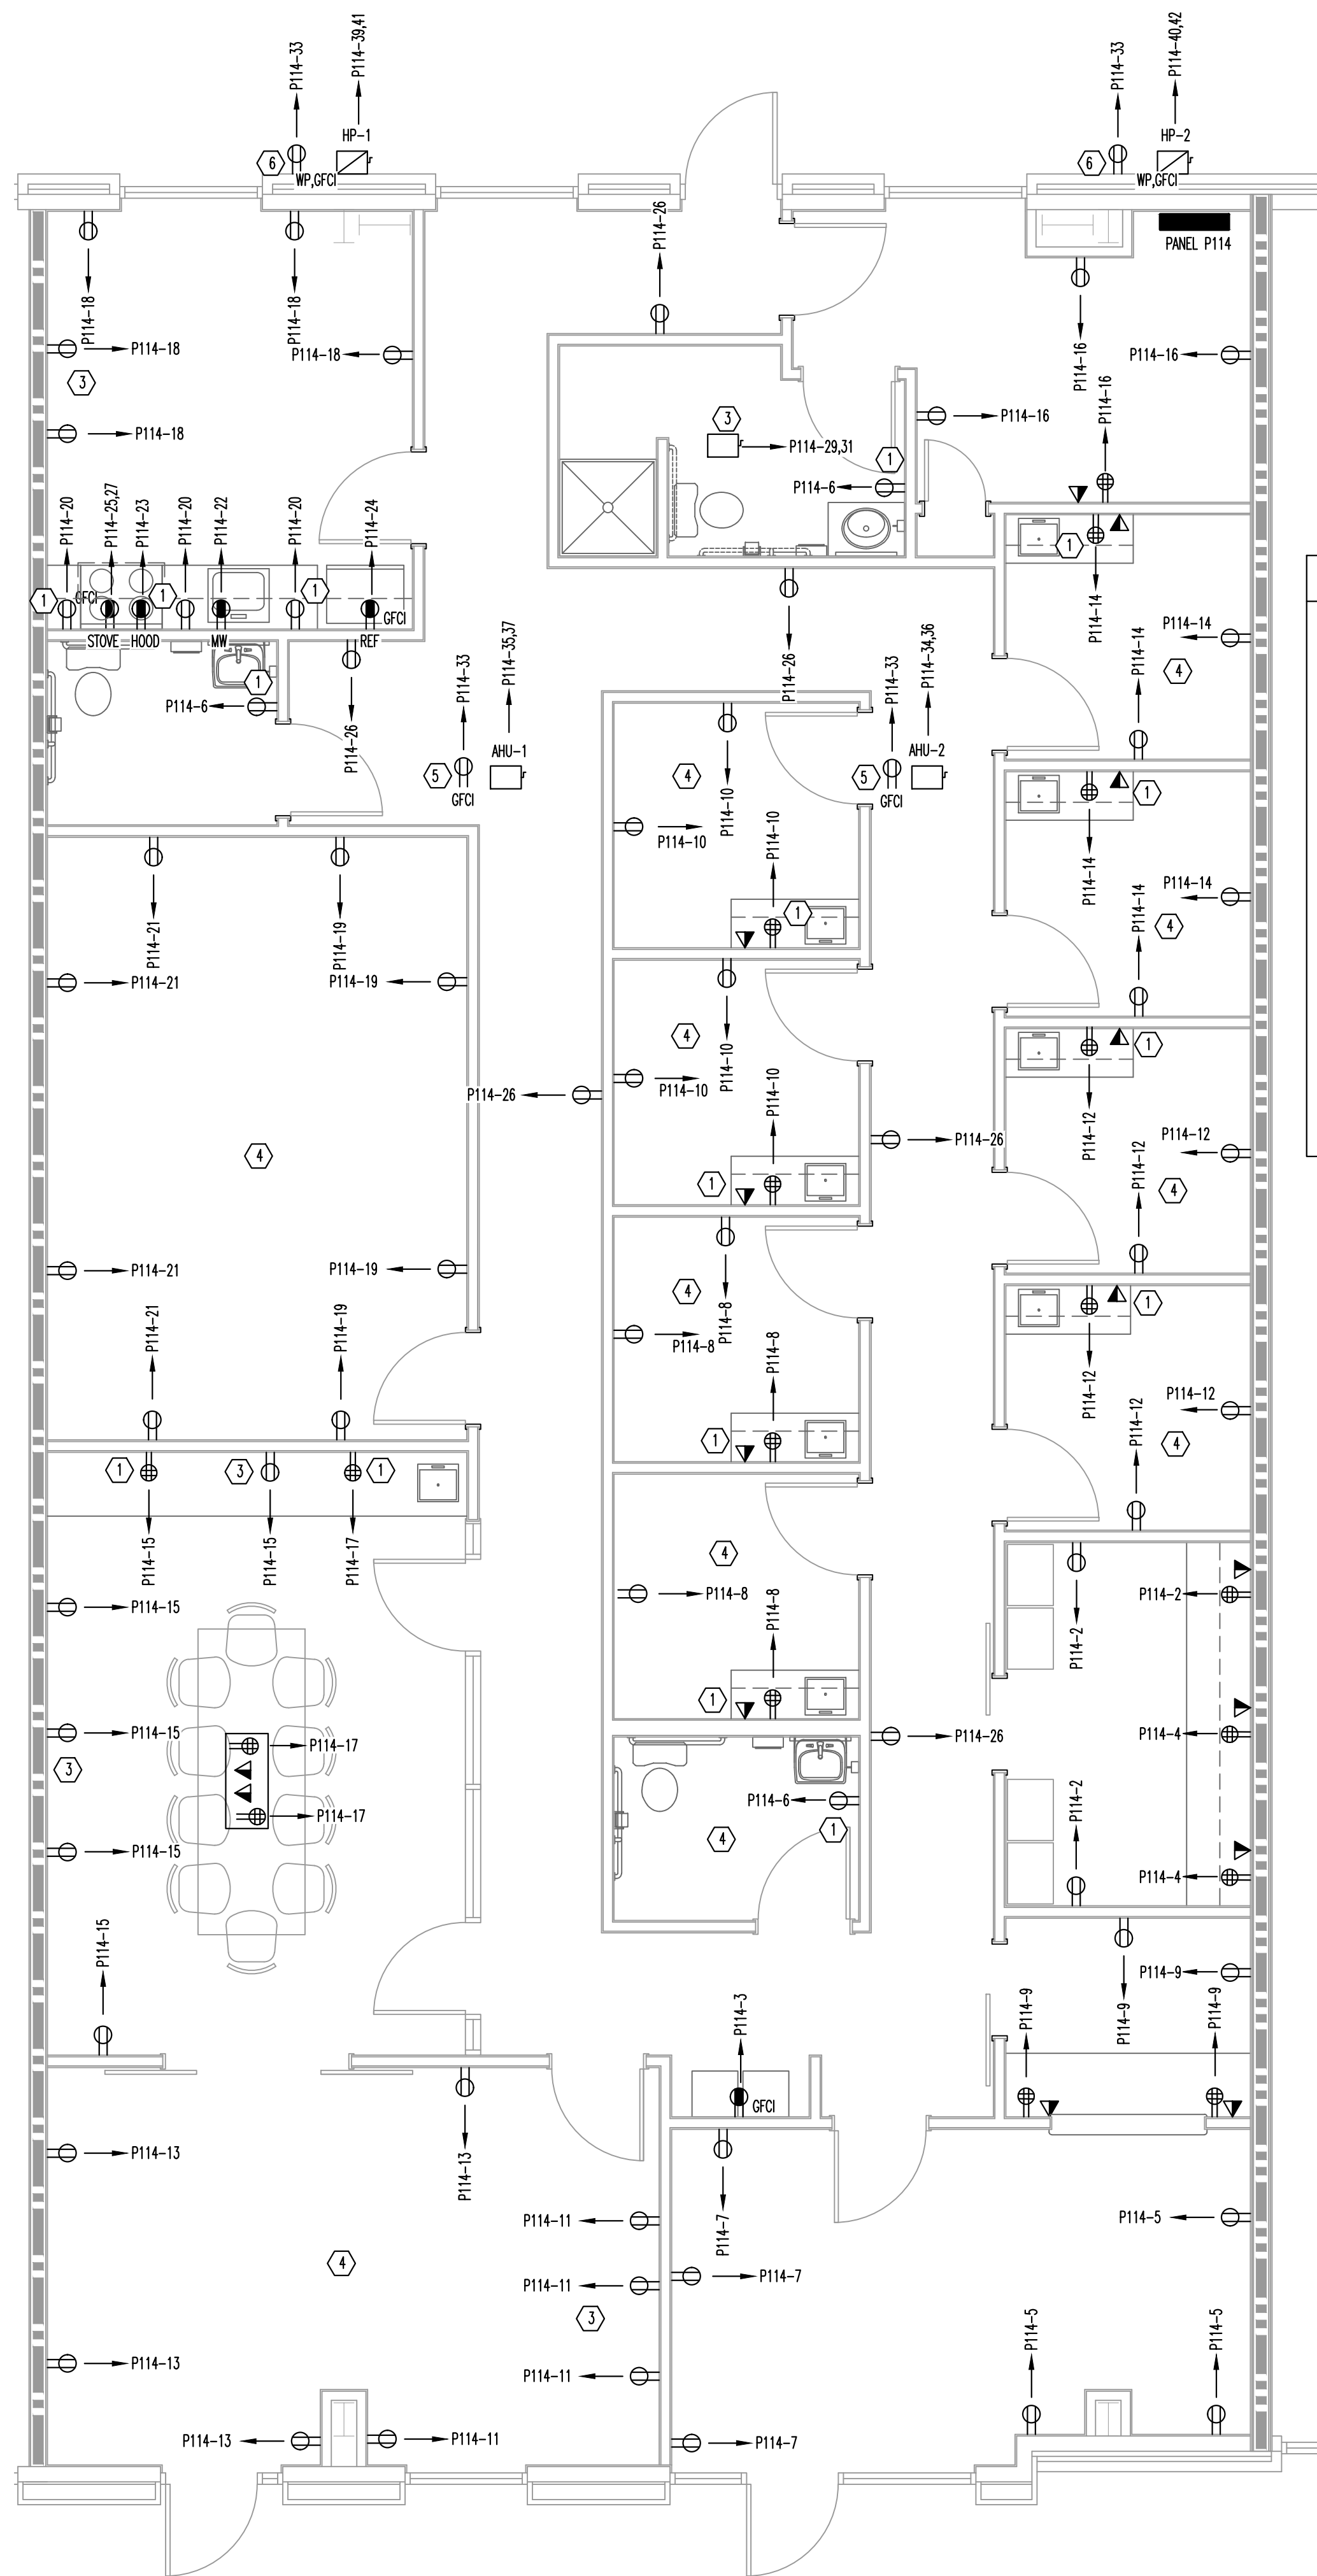 P114-33
P114-39,41
P114-33
P114-40,42
HP-1
HP-2
6
6
WP,GFCI
WP,GFCI
P114-26
PANEL P114
P114-18
P114-18
P114-18
P114-18
P114-16
P114-16
3
P114-16
P114-16
3
P114-18
P114-29,31
1
P114-6
P114-20
P114-25,27
P114-23
P114-20
P114-22
P114-20
P114-24
1
P114-14
1
GFCI
1
1
GFCI
STOVE
HOOD
MW
REF
P114-14
P114-14
4
1
P114-6
P114-26
P114-33
P114-35,37
P114-26
P114-33
P114-34,36
AHU-1
AHU-2
5
GFCI
4
5
GFCI
1
P114-10
P114-10
P114-10
P114-14
P114-14
P114-14
4
1
P114-21
P114-19
P114-21
P114-19
4
P114-10
P114-10
P114-10
1
P114-26
P114-26
1
P114-12
P114-12
P114-12
4
4
1
P114-21
P114-19
P114-21
P114-19
4
P114-8
P114-8
P114-8
1
1
P114-12
P114-12
P114-12
4
1
3
1
P114-15
P114-15
P114-17
4
P114-8
P114-8
1
P114-15
P114-15
3
P114-17
P114-17
P114-15
P114-15
P114-2
P114-2
P114-4
P114-2
P114-4
P114-26
P114-6
4
1
P114-9
P114-9
P114-9
P114-9
P114-3
GFCI
P114-13
P114-13
P114-7
P114-5
P114-11
4
P114-11
3
P114-7
P114-13
P114-11
P114-5
P114-5
P114-13
P114-11
P114-7